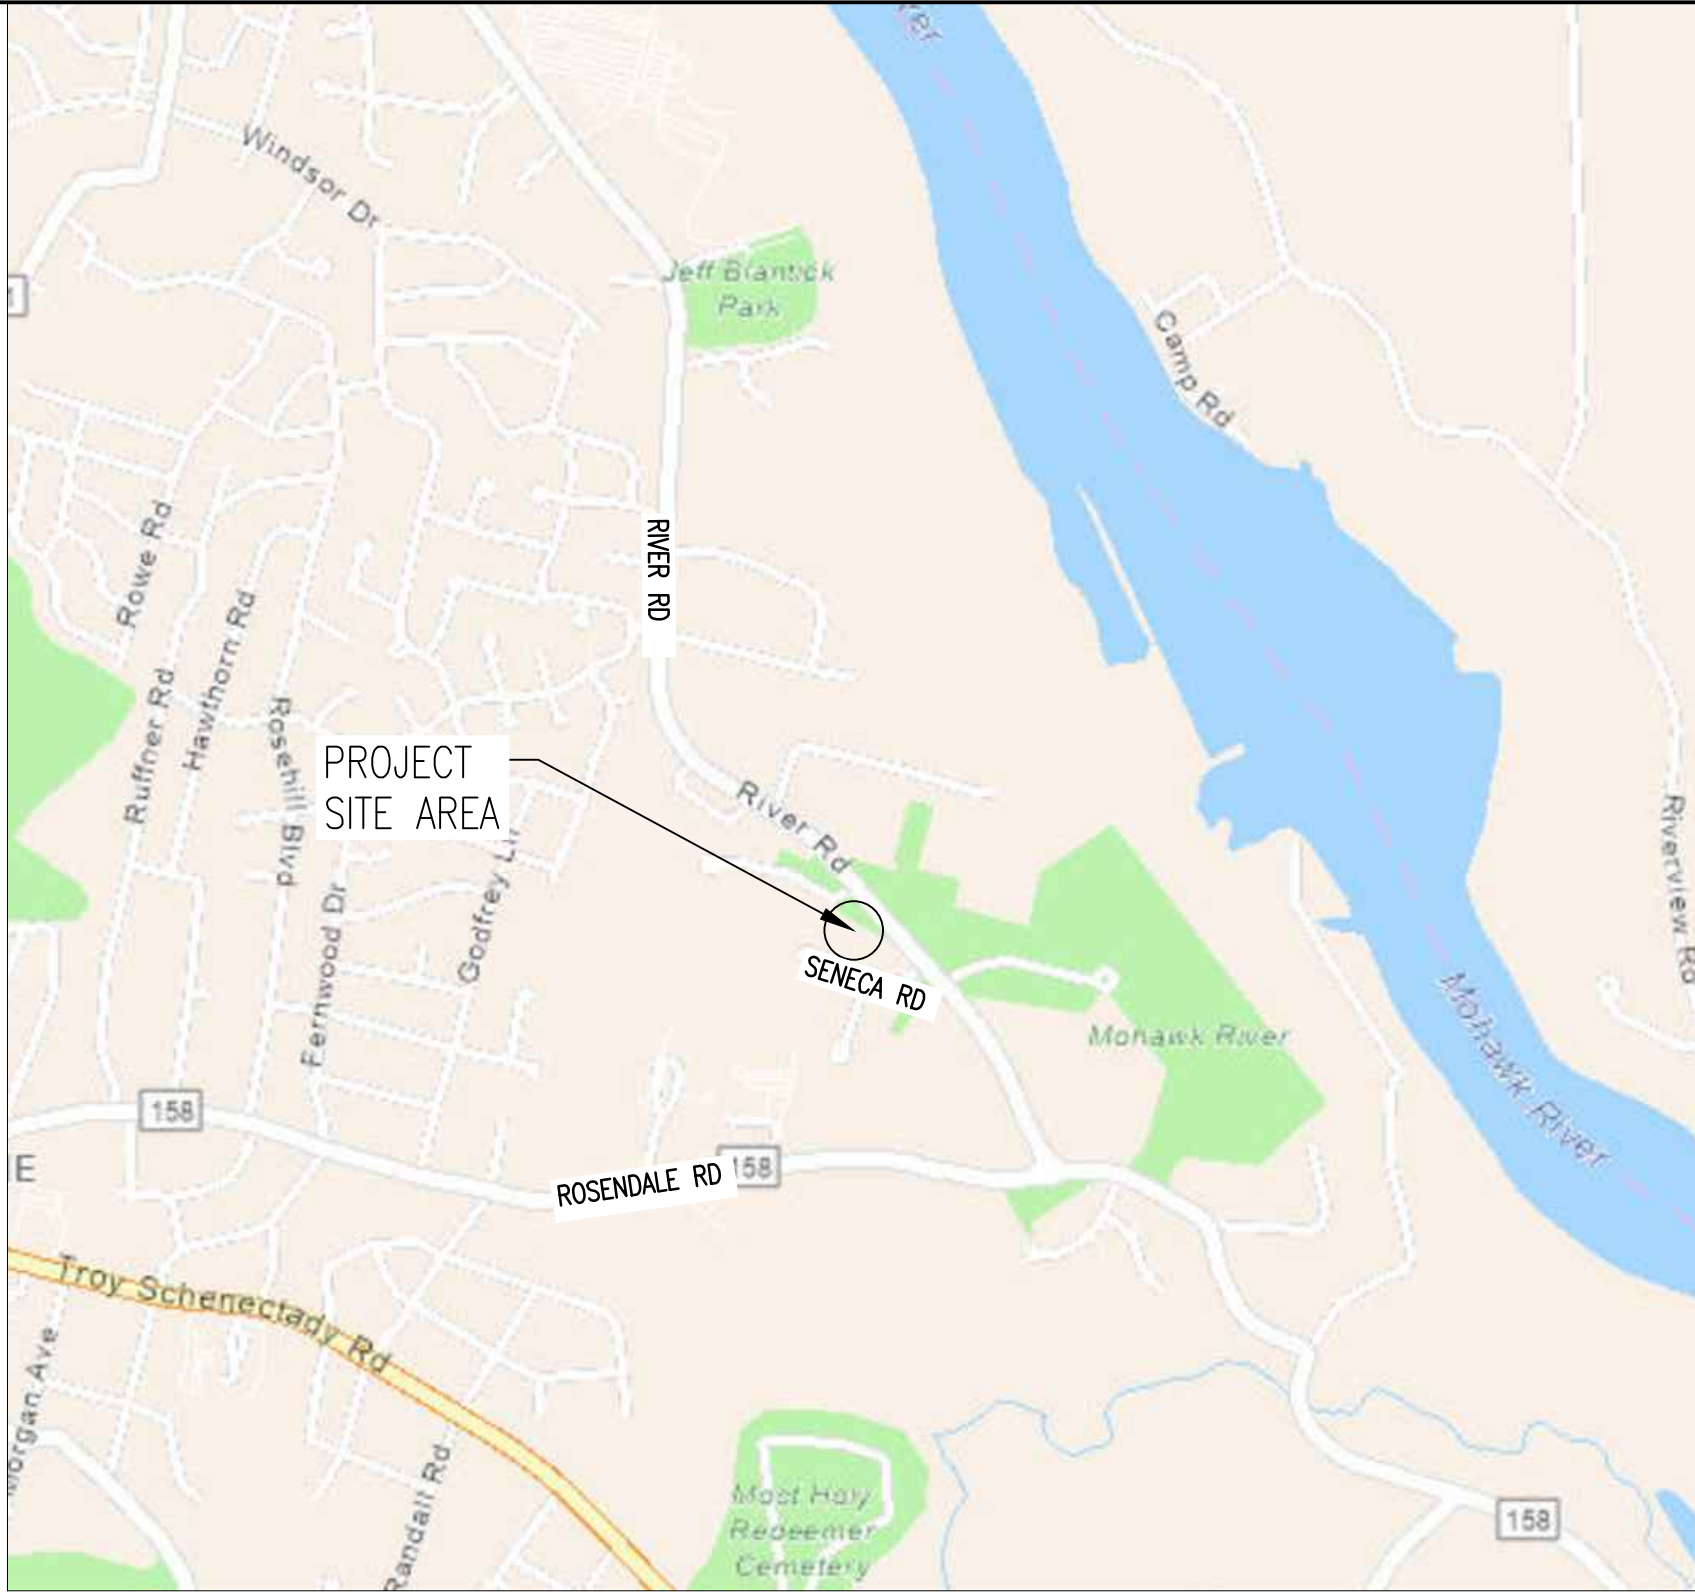 Windsor Dr
Jeff Blantick
Park
Camp Rd
RIVER RD
Rowe Rd
Hawthorn Rd
Ruffner Rd
Rosehill Blvd
PROJECT
SITE AREA
River Rd
Riverview Rd
Godfrey Ln
Fernwood Dr
SENECA RD
Mohawk River
Mohawk River
158
158
ROSENDALE RD
Troy Schenectady Rd
Morgan Ave
Randall Rd
Most Holy
Redeemer
Cemetery
158